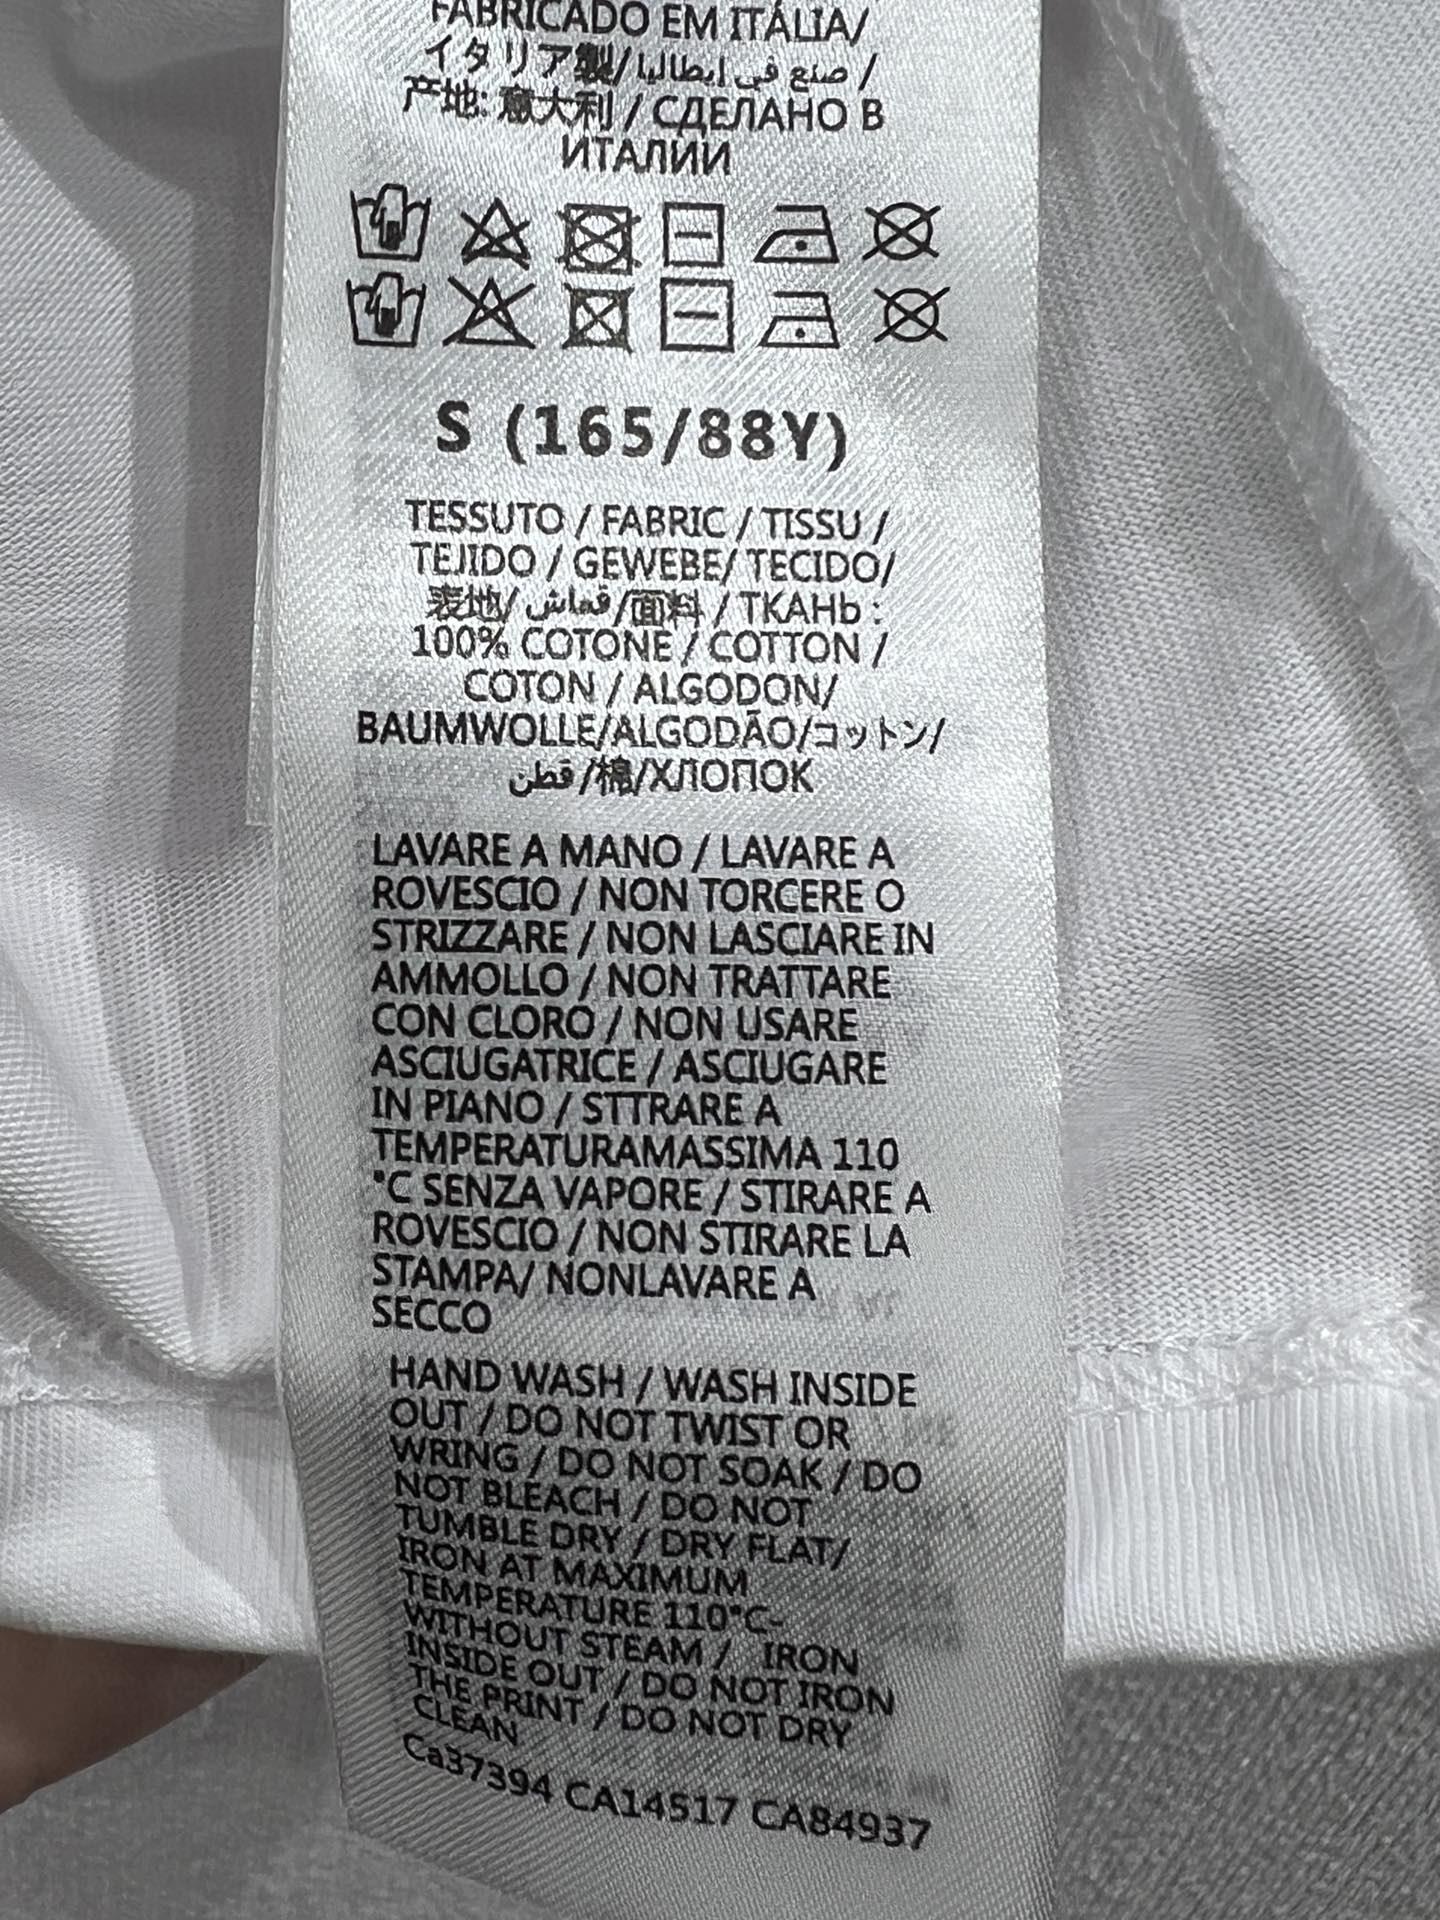 FABRICADO EM ITÁLIA/
イタリア製/صنع في إيطاليا /
产地: 意大利 / СДЕЛАНО В
ИТАЛИИ
S (165/88Y)
TESSUTO / FABRIC / TISSU /
TEJIDO / GEWEBE/ TECIDO/
表地/ قماش/面料 / ТКАНЬ :
100% COTONE / COTTON /
COTON / ALGODON/
BAUMWOLLE/ALGODÃO/コットン/
قطن /棉/ХЛОПОК
LAVARE A MANO / LAVARE A
ROVESCIO / NON TORCERE O
STRIZZARE / NON LASCIARE IN
AMMOLLO / NON TRATTARE
CON CLORO / NON USARE
ASCIUGATRICE / ASCIUGARE
IN PIANO / STTRARE A
TEMPERATURAMASSIMA 110
°C SENZA VAPORE / STIRARE A
ROVESCIO / NON STIRARE LA
STAMPA/ NONLAVARE A
SECCO
HAND WASH / WASH INSIDE
OUT / DO NOT TWIST OR
WRING / DO NOT SOAK / DO
NOT BLEACH / DO NOT
TUMBLE DRY / DRY FLAT/
IRON AT MAXIMUM
TEMPERATURE 110°C-
WITHOUT STEAM / IRON
INSIDE OUT / DO NOT IRON
THE PRINT / DO NOT DRY
CLEAN
Ca37394 CA14517 CA84937